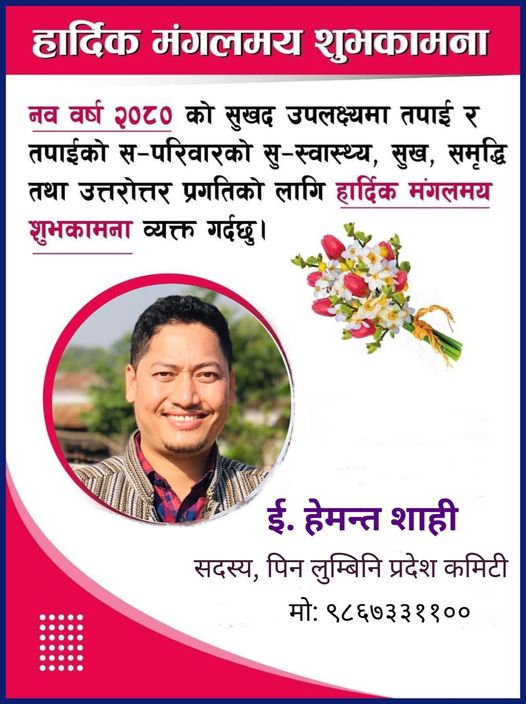 हार्दिक मंगलमय शुभकामना
नव वर्ष २०८० को सुखद उपलक्ष्यमा तपाई र
तपाईको स-परिवारको सु-स्वास्थ्य, सुख, समृद्धि
तथा उत्तरोत्तर प्रगतिको लागि हार्दिक मंगलमय
शुभकामना व्यक्त गर्दछु।
ई. हेमन्त शाही
सदस्य, पिन लुम्बिनि प्रदेश कमिटी
मो: ९८६७३३११००